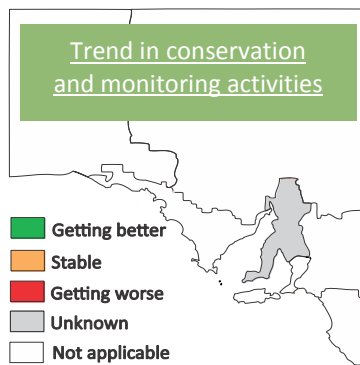 Trend in conservation
and monitoring activities
Getting better
Stable
Getting worse
Unknown
Not applicable